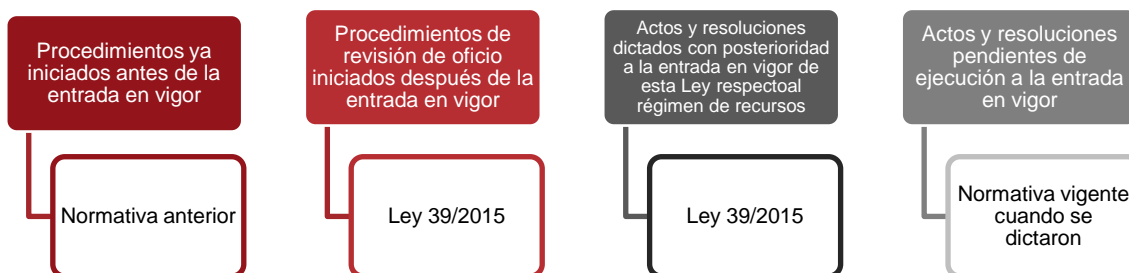 Procedimientos ya
iniciados antes de la
entrada en vigor
Normativa anterior
Procedimientos de
revisión de oficio
iniciados después de la
entrada en vigor
Ley 39/2015
Actos y resoluciones
dictados con posterioridad
a la entrada en vigor de
esta Ley respectoal
régimen de recursos
Ley 39/2015
Actos y resoluciones
pendientes de
ejecución a la entrada
en vigor
Normativa vigente
cuando se
dictaron